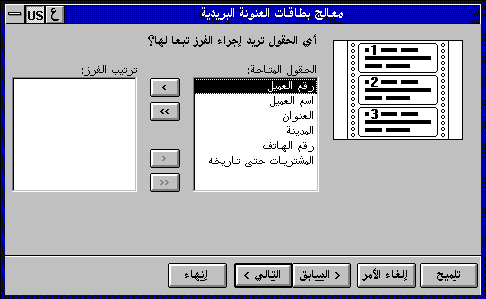 معالج بطاقات العنونة البريدية
ع
US
أي الحقول تريد إجراء الفرز تبعا لها؟
الحقول المتاحة:
ترتيب الفرز:
رقم العميل
اسم العميل
العنوان
المدينة
رقم الهاتف
المشتريات حتى تاريخه
<
<<
>
>>
1
2
3
تلميح
إلغاء الأمر
< السابق
التالي >
إنهاء